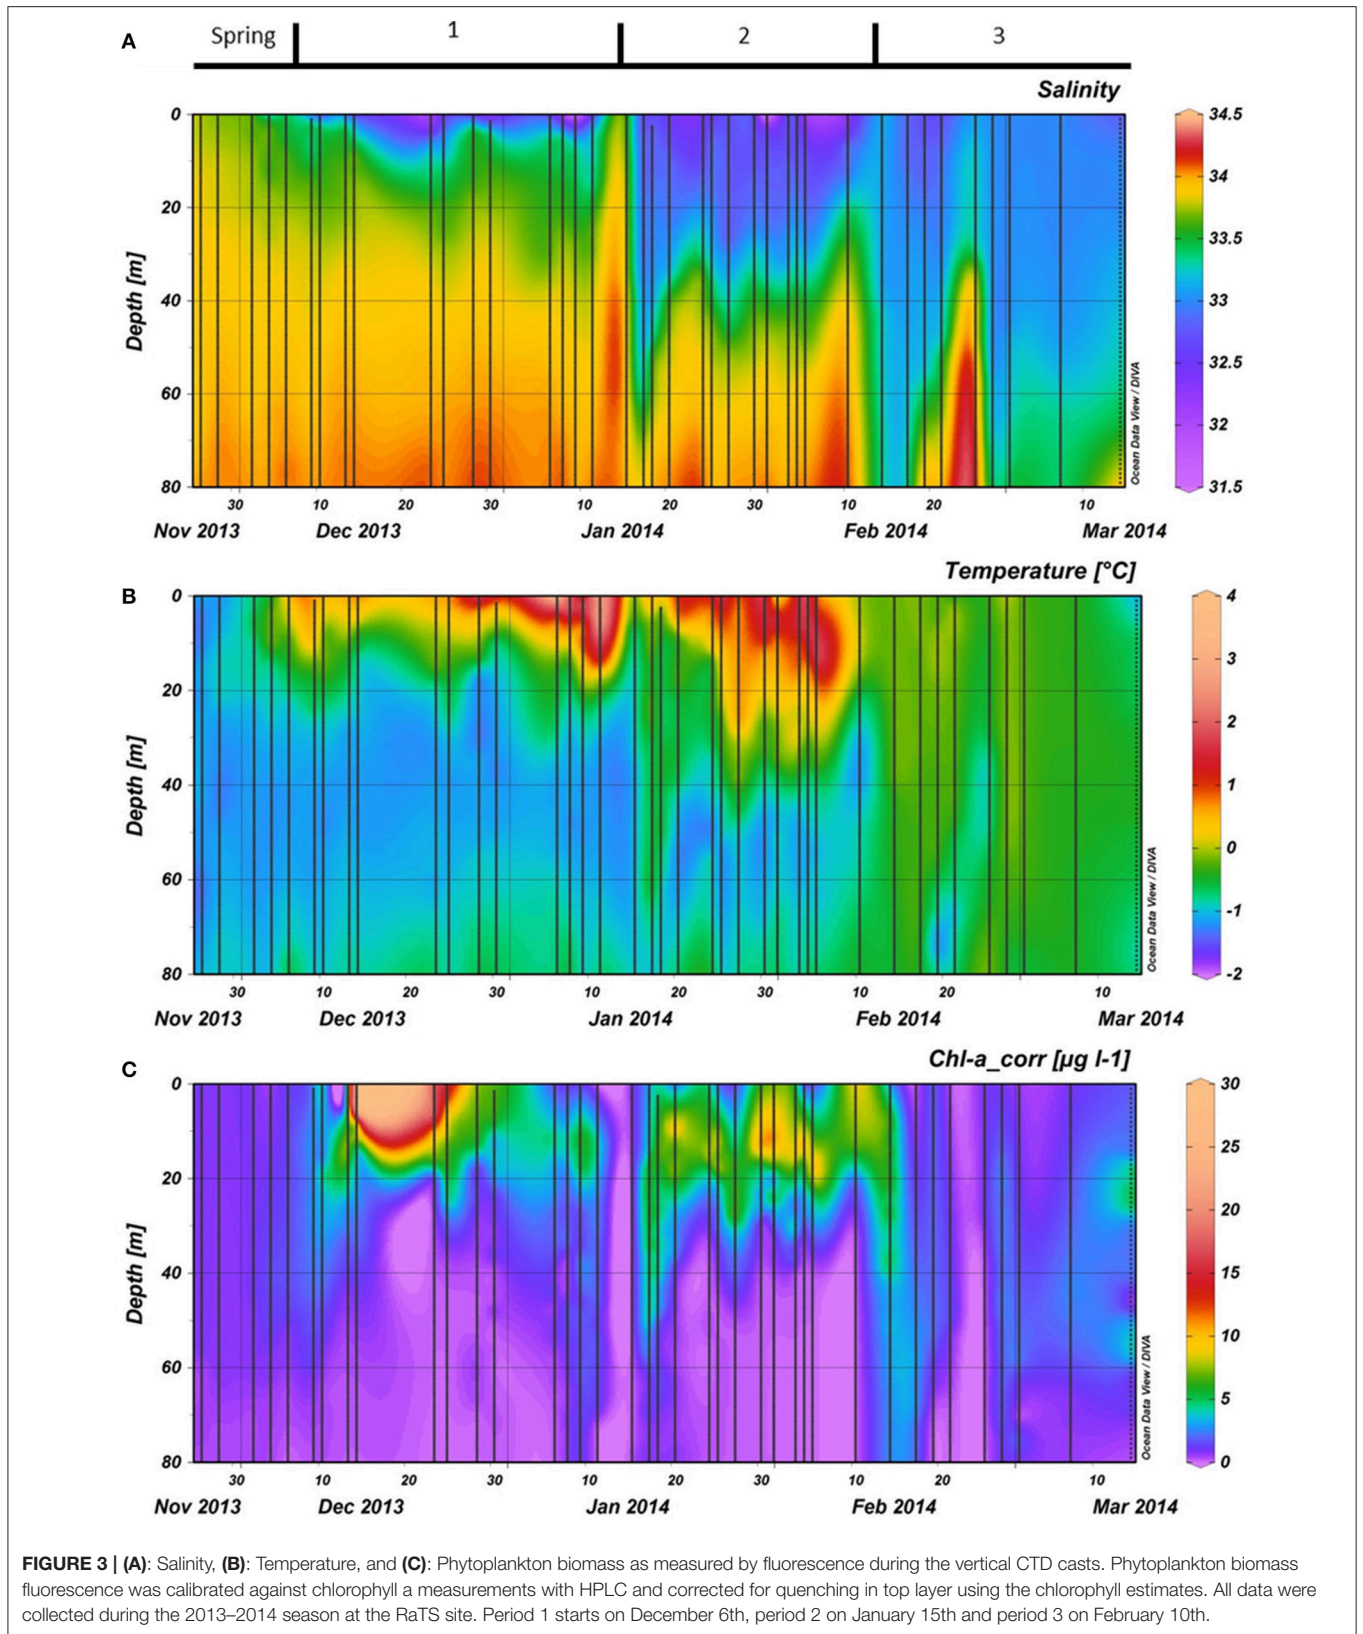 A
Spring 1 2 3
Salinity
0
20
40
60
80
Depth [m]
30 10 20 30 10 20 30 10 20 10
Nov 2013 Dec 2013 Jan 2014 Feb 2014 Mar 2014
34.5
34
33.5
33
32.5
32
31.5
Ocean Data View / DIVA
B
Temperature [°C]
0
20
40
60
80
Depth [m]
30 10 20 30 10 20 30 10 20 10
Nov 2013 Dec 2013 Jan 2014 Feb 2014 Mar 2014
4
3
2
1
0
-1
-2
Ocean Data View / DIVA
C
Chl-a_corr [µg l-1]
0
20
40
60
80
Depth [m]
30 10 20 30 10 20 30 10 20 10
Nov 2013 Dec 2013 Jan 2014 Feb 2014 Mar 2014
30
25
20
15
10
5
0
Ocean Data View / DIVA
FIGURE 3 | (A): Salinity, (B): Temperature, and (C): Phytoplankton biomass as measured by fluorescence during the vertical CTD casts. Phytoplankton biomass
fluorescence was calibrated against chlorophyll a measurements with HPLC and corrected for quenching in top layer using the chlorophyll estimates. All data were
collected during the 2013–2014 season at the RaTS site. Period 1 starts on December 6th, period 2 on January 15th and period 3 on February 10th.